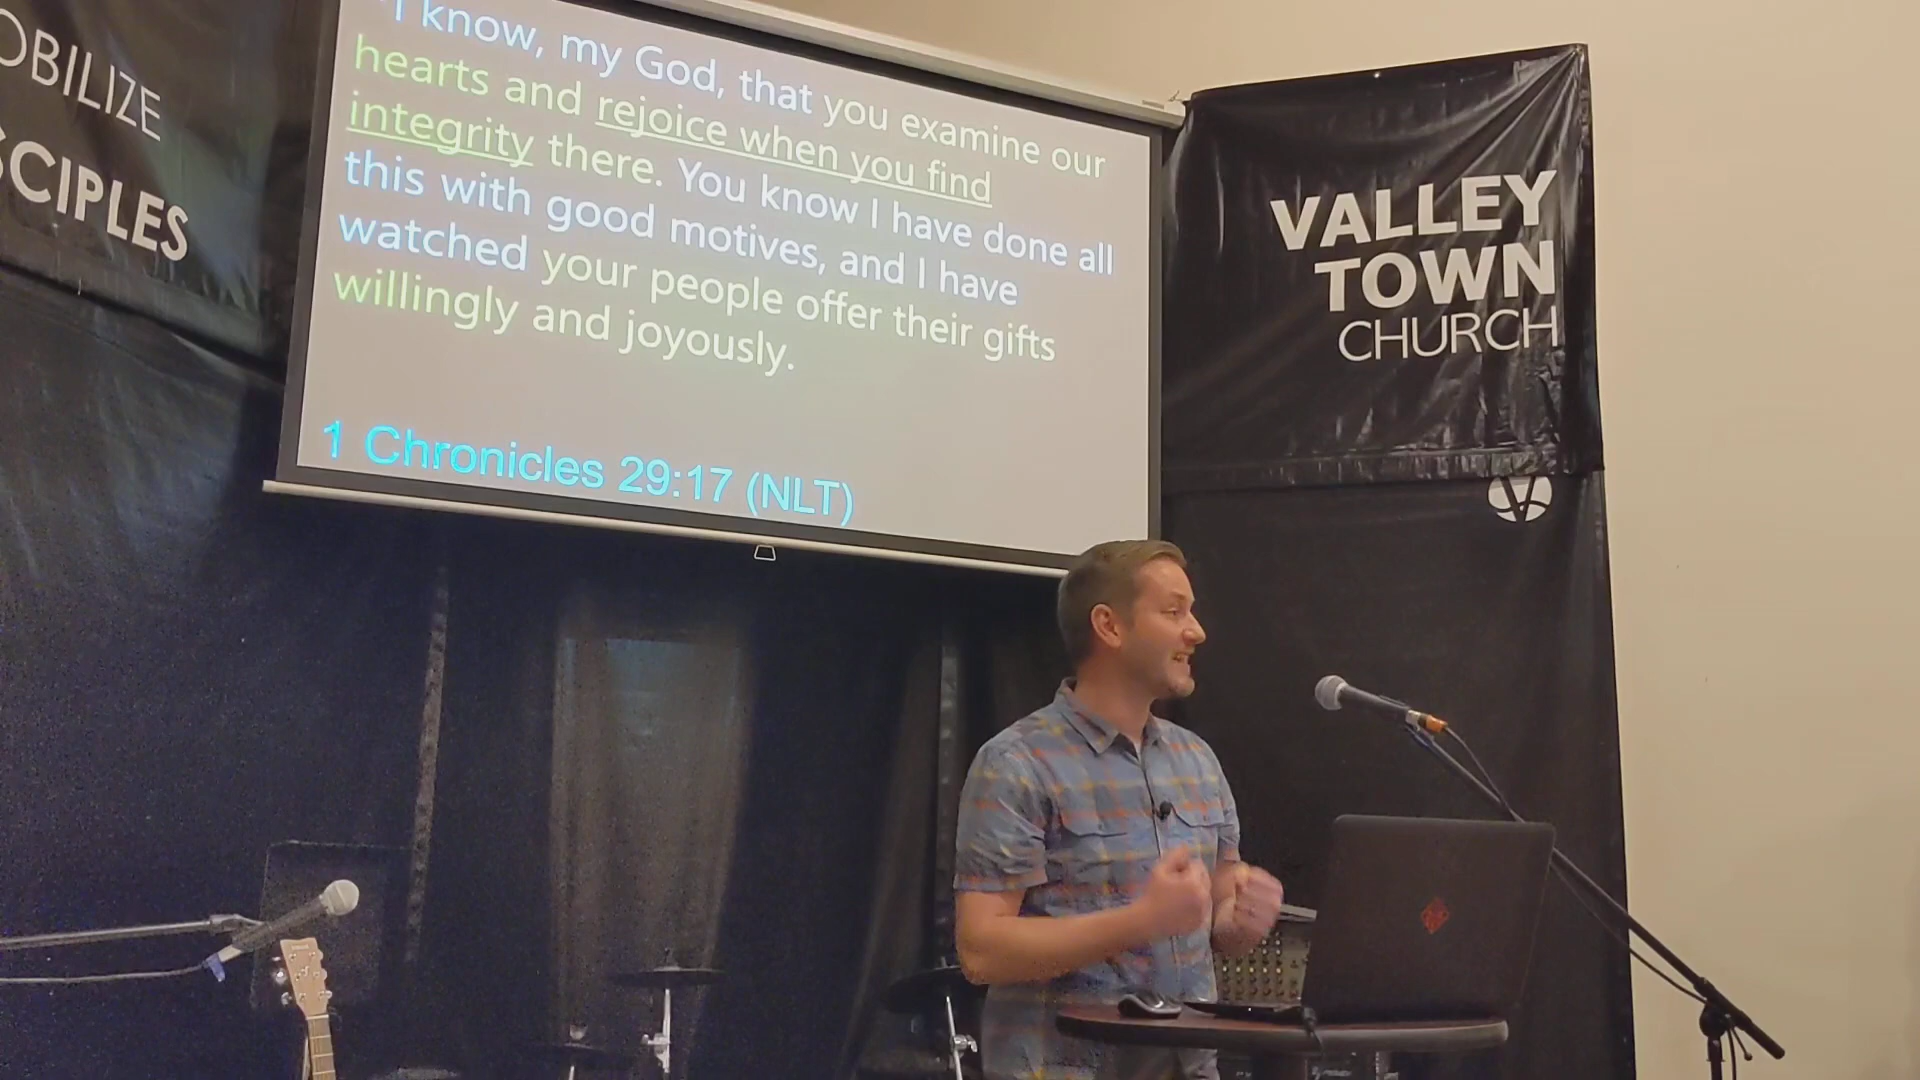 OBILIZE
SCIPLES
"I know, my God, that you examine our
hearts and rejoice when you find
integrity there. You know I have done all
this with good motives, and I have
watched your people offer their gifts
willingly and joyously.
1 Chronicles 29:17 (NLT)
VALLEY
TOWN
CHURCH